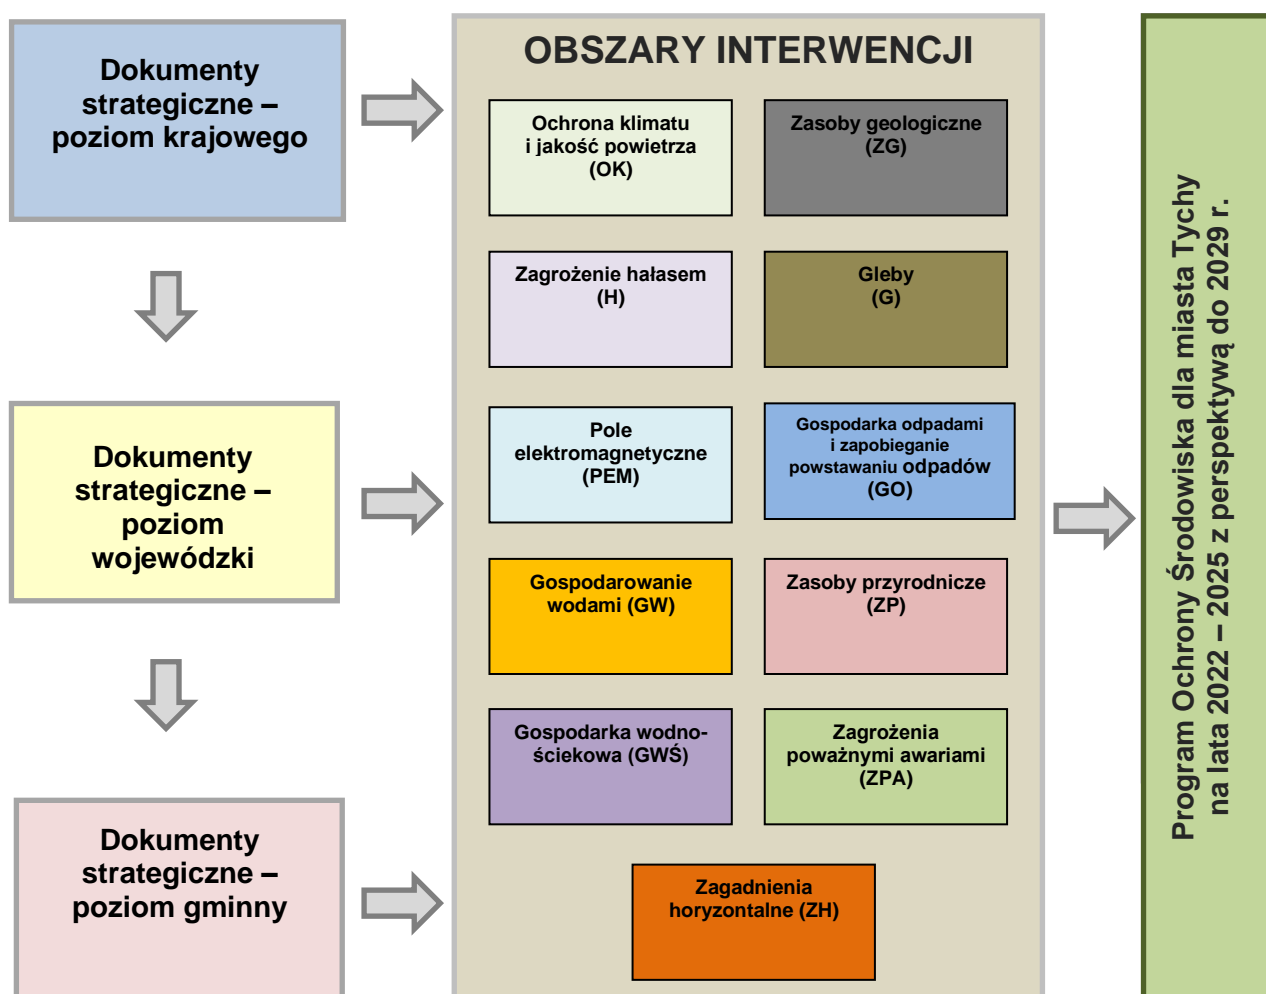 Dokumenty
strategiczne –
poziom krajowego
Dokumenty
strategiczne –
poziom
wojewódzki
Dokumenty
strategiczne –
poziom gminny
OBSZARY INTERWENCJI
Ochrona klimatu
i jakość powietrza
(OK)
Zasoby geologiczne
(ZG)
Zagrożenie hałasem
(H)
Gleby
(G)
Pole
elektromagnetyczne
(PEM)
Gospodarka odpadami
i zapobieganie
powstawaniu odpadów
(GO)
Gospodarowanie
wodami (GW)
Zasoby przyrodnicze
(ZP)
Gospodarka wodno-
ściekowa (GWŚ)
Zagrożenia
poważnymi awariami
(ZPA)
Zagadnienia
horyzontalne (ZH)
Program Ochrony Środowiska dla miasta Tychy
na lata 2022 – 2025 z perspektywą do 2029 r.